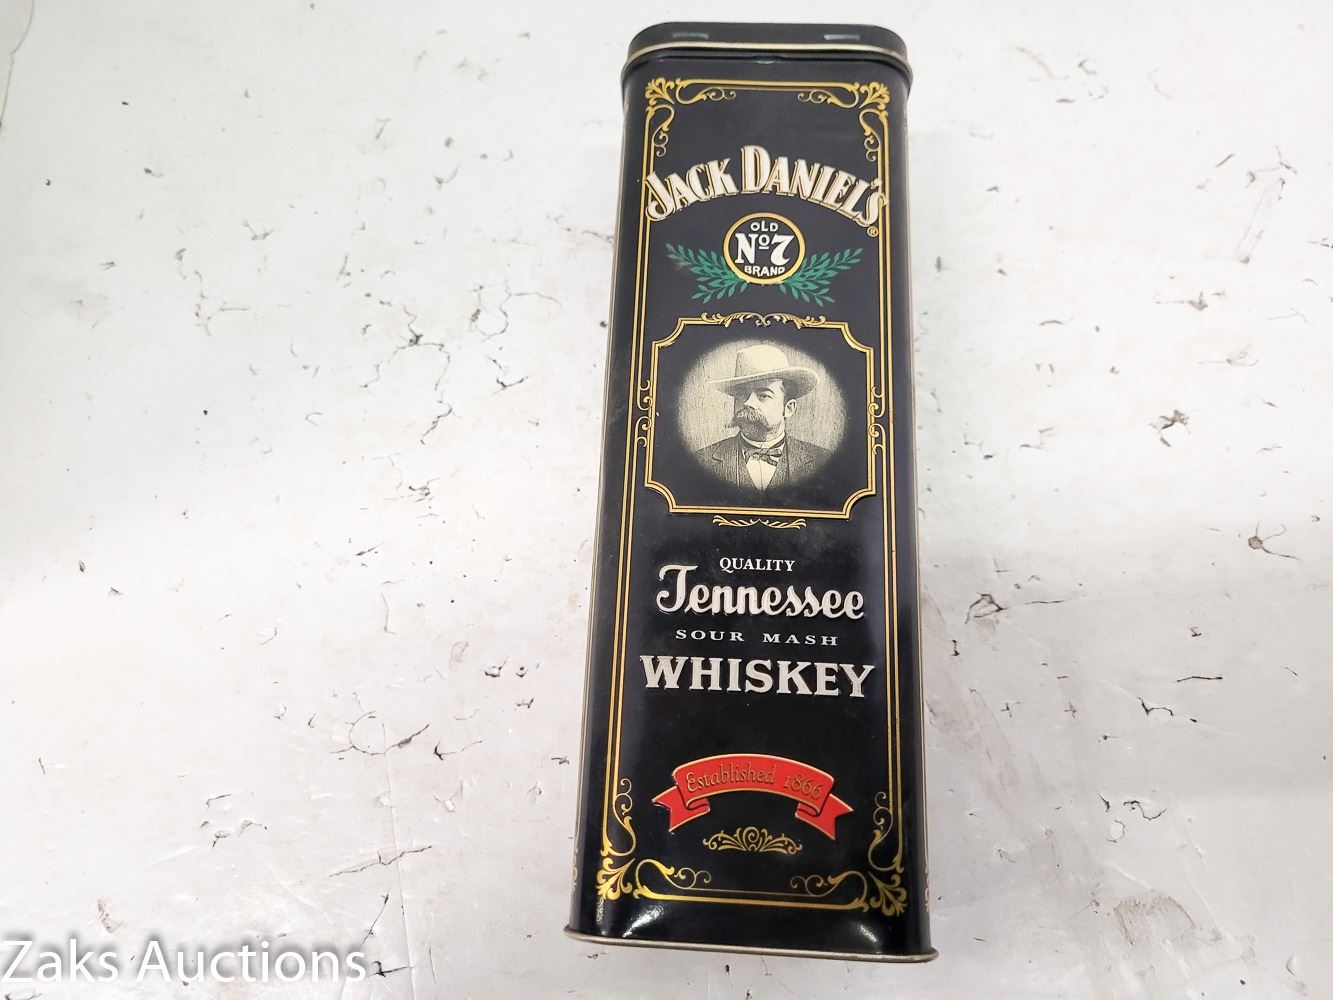 JACK DANIEL'S ®
OLD
Nº7
BRAND
QUALITY
Tennessee
SOUR MASH
WHISKEY
Established 1866
Zaks Auctions